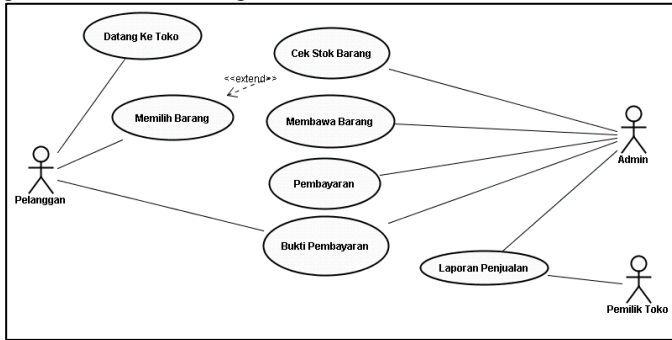 Datang Ke Toko
Cek Stok Barang
<<extend>>
Memilih Barang
Membawa Barang
Admin
Pelanggan
Pembayaran
Bukti Pembayaran
Laporan Penjualan
Pemilik Toko